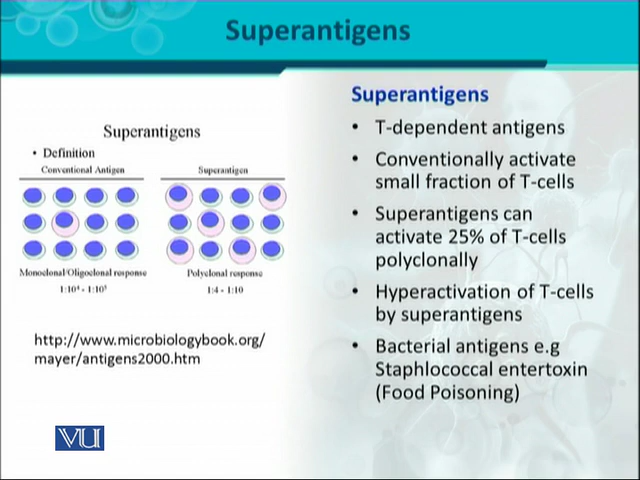 Superantigens
Superantigens
• Definition
Conventional Antigen
Superantigen
Monoclonal/Oligoclonal response
Polyclonal response
1:10⁴ - 1:10⁵
1:4 - 1:10
http://www.microbiologybook.org/
mayer/antigens2000.htm
VU
Superantigens
• T-dependent antigens
• Conventionally activate
small fraction of T-cells
• Superantigens can
activate 25% of T-cells
polyclonally
• Hyperactivation of T-cells
by superantigens
• Bacterial antigens e.g
Staphlococcal entertoxin
(Food Poisoning)